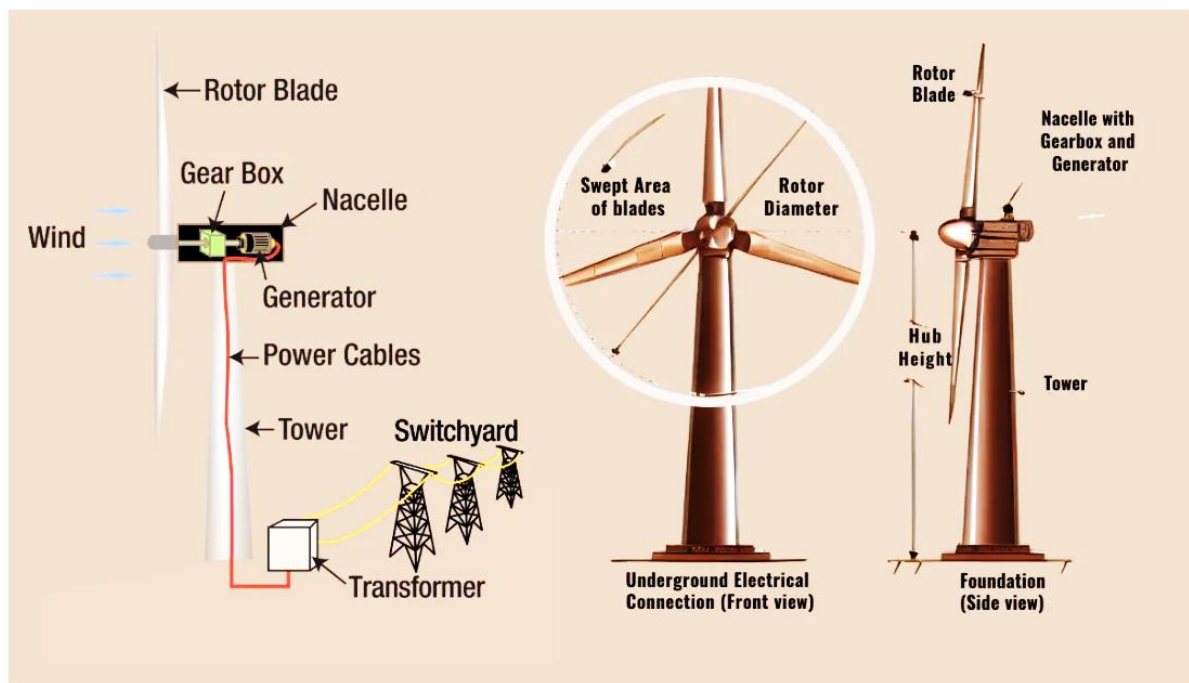 Rotor Blade
Gear Box
Nacelle
Wind
Generator
Power Cables
Tower
Switchyard
Transformer
Swept Area
of blades
Rotor
Diameter
Underground Electrical
Connection (Front view)
Rotor
Blade
Nacelle with
Gearbox and
Generator
Hub
Height
Tower
Foundation
(Side view)